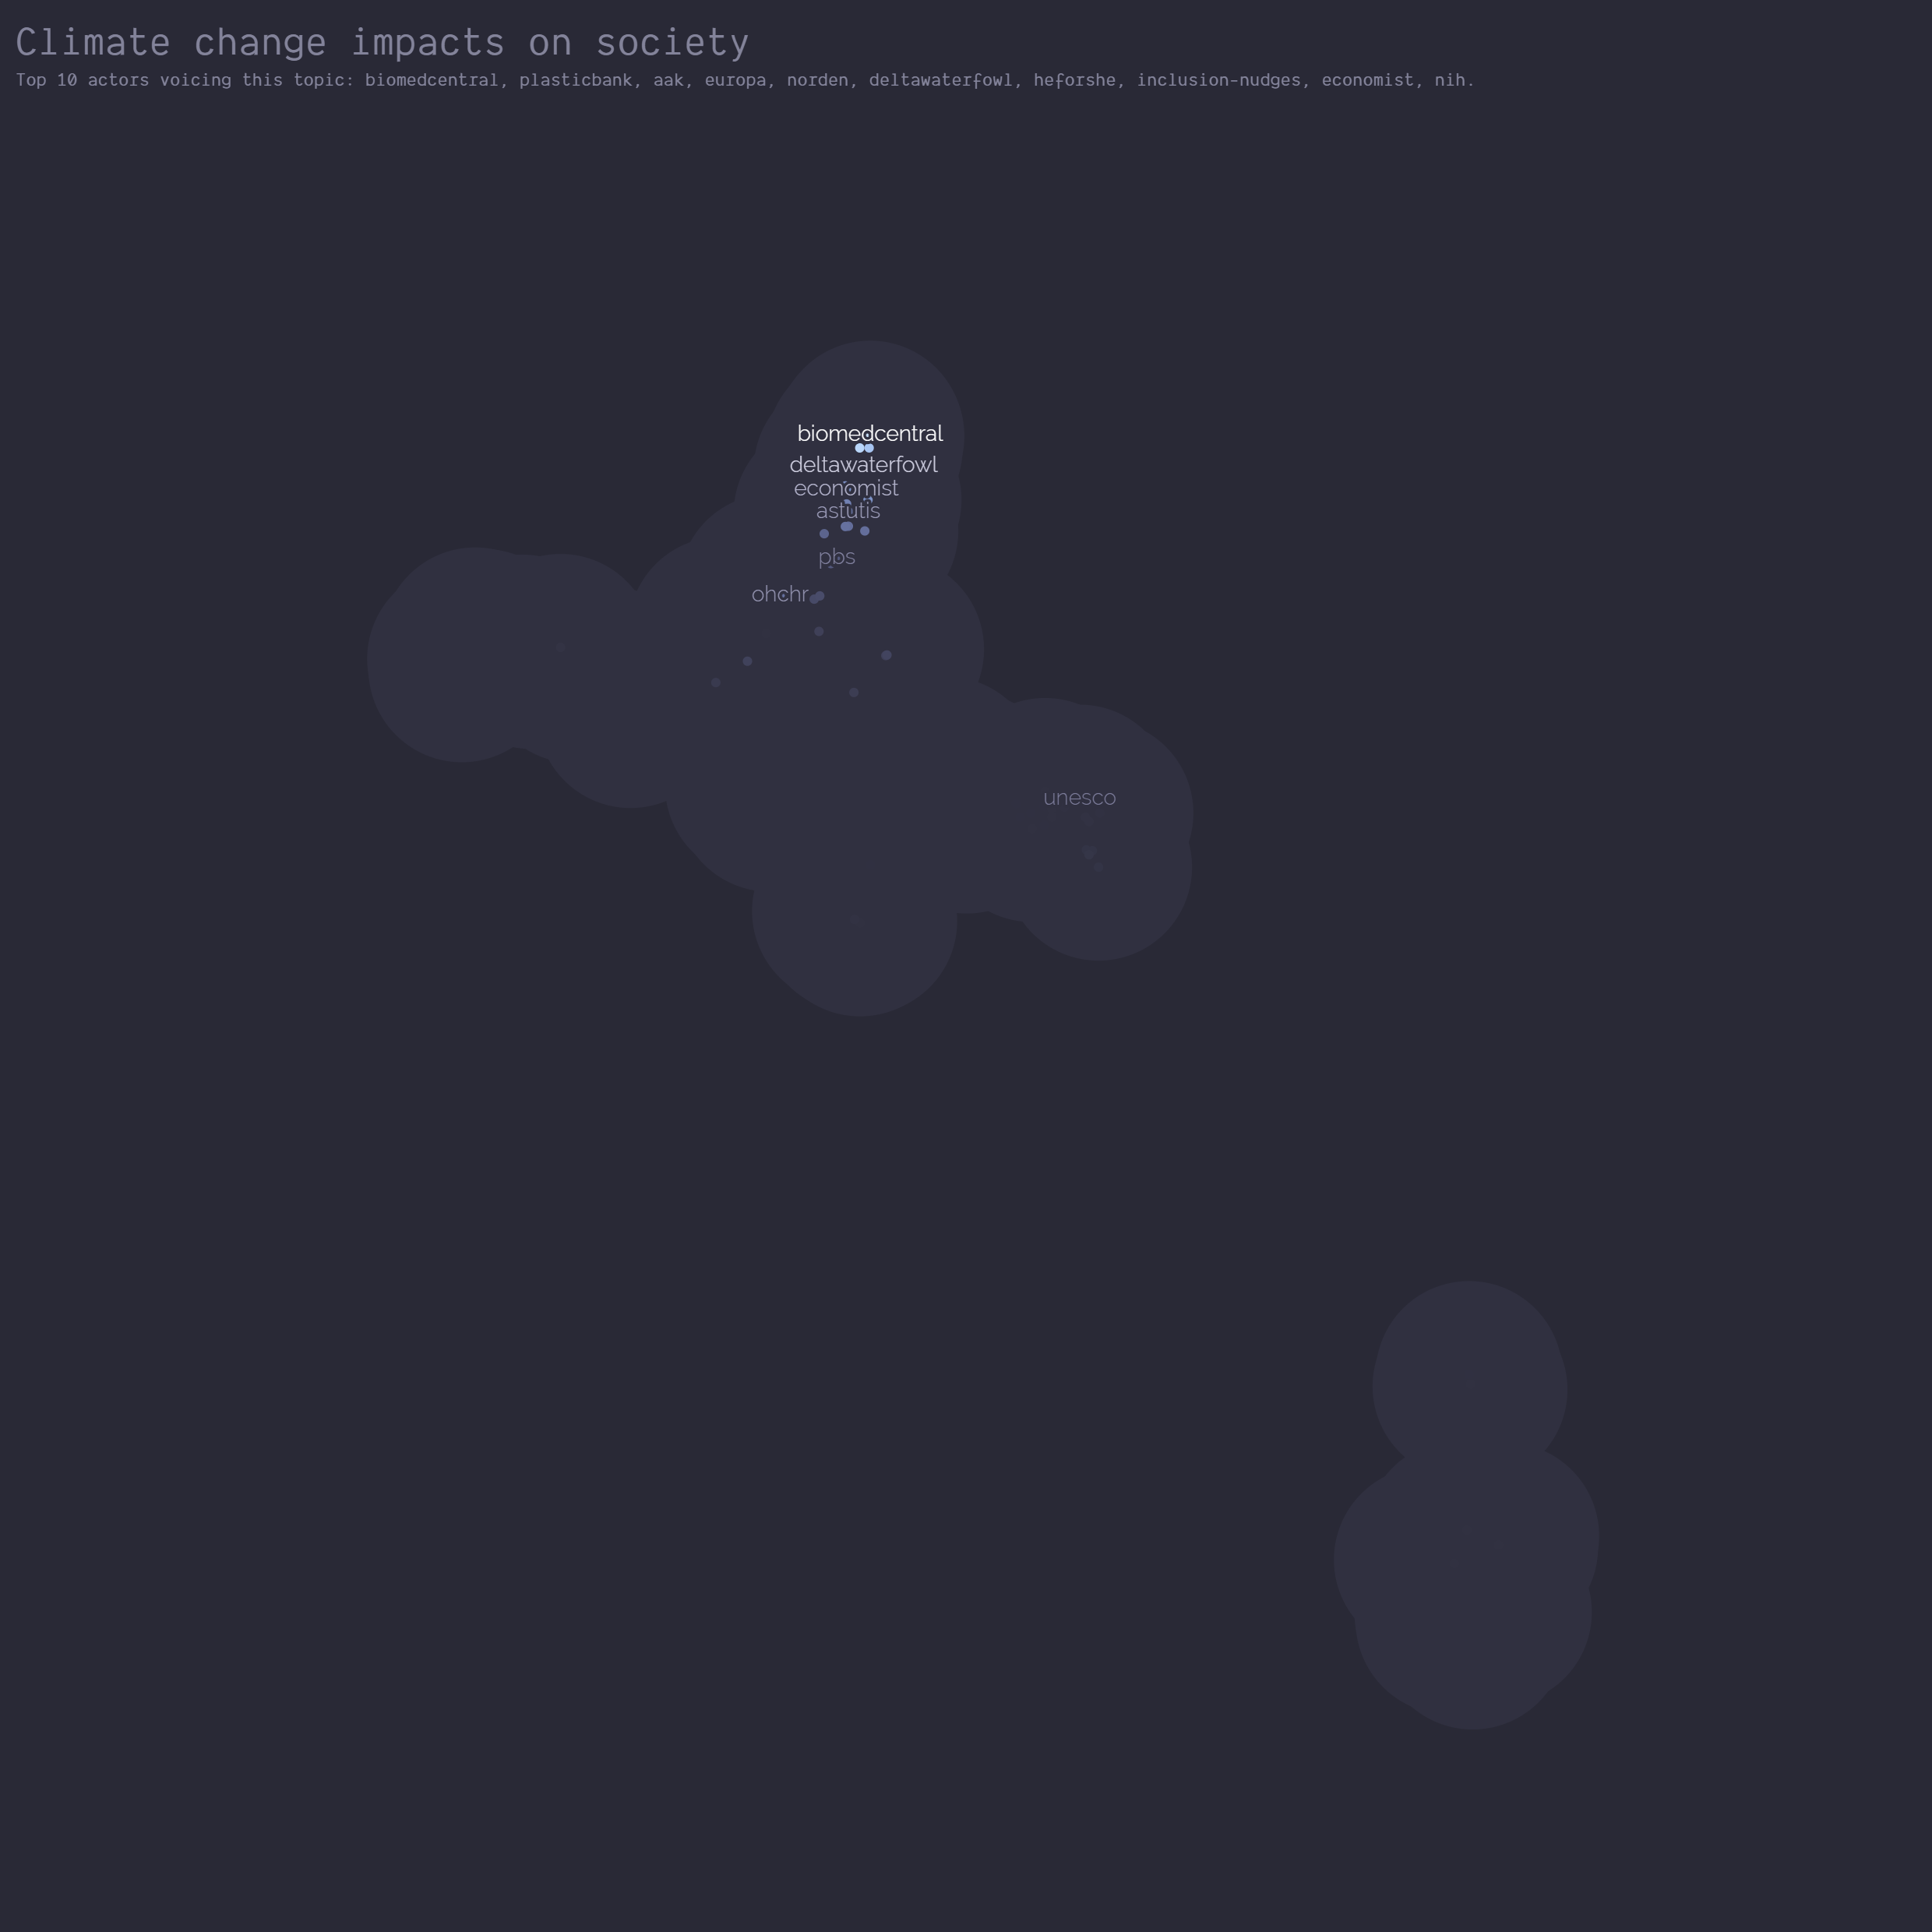 Climate change impacts on society
Top 10 actors voicing this topic: biomedcentral, plasticbank, aak, europa, norden, deltawaterfowl, heforshe, inclusion-nudges, economist, nih.
biomedcentral
deltawaterfowl
economist
astutis
pbs
ohchr
unesco